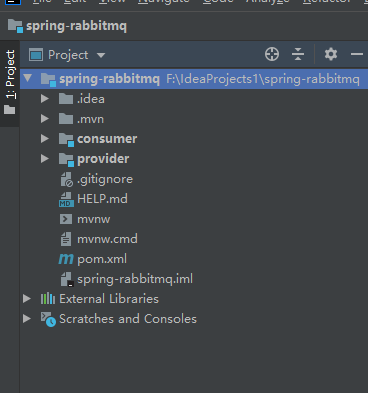 spring-rabbitmq
1: Project
Project
spring-rabbitmq F:\IdeaProjects1\spring-rabbitmq
.idea
.mvn
consumer
provider
.gitignore
HELP.md
mvnw
mvnw.cmd
pom.xml
spring-rabbitmq.iml
External Libraries
Scratches and Consoles